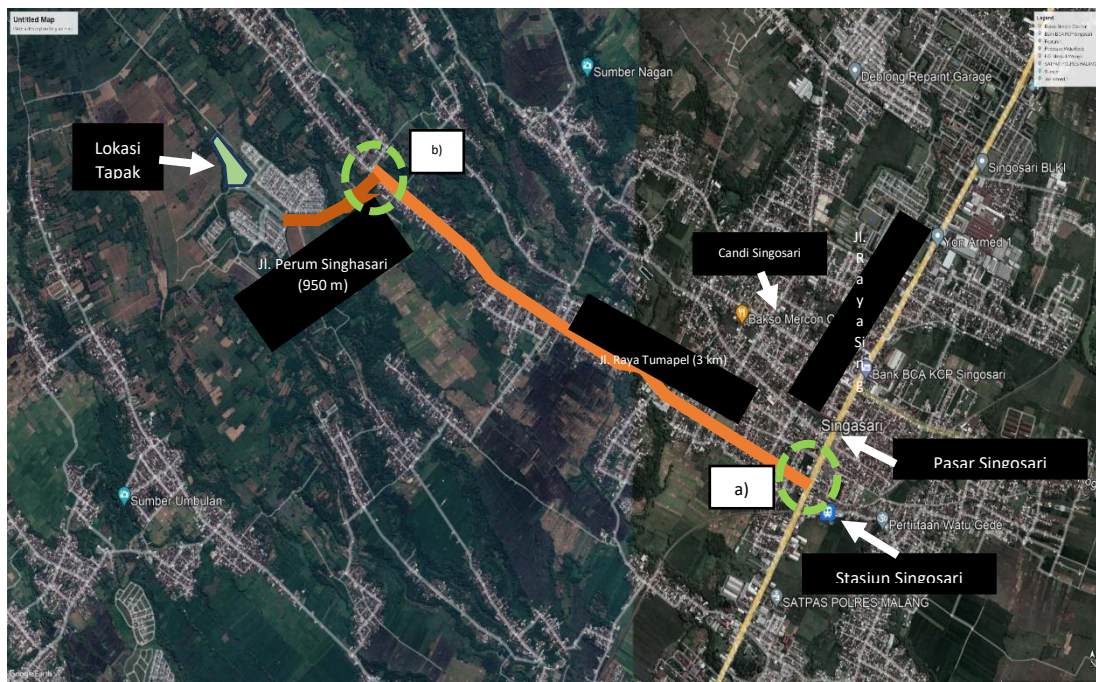 Untitled Map
Legend
Sumber Nagan
Deblong Repaint Garage
Lokasi
Tapak
b)
Singosari BLKI
Yon Armed 1
Jl. Perum Singhasari
(950 m)
Candi Singosari
Jl.
R
a
y
a
Si
n
g
Bakso Mercon
Jl. Raya Tumapel (3 km)
Bank BCA KCP Singosari
Singasari
Pasar Singosari
a)
Sumber Umbulan
Pertirtaan Watu Gede
Stasiun Singosari
SATPAS POLRES MALANG
Google Earth